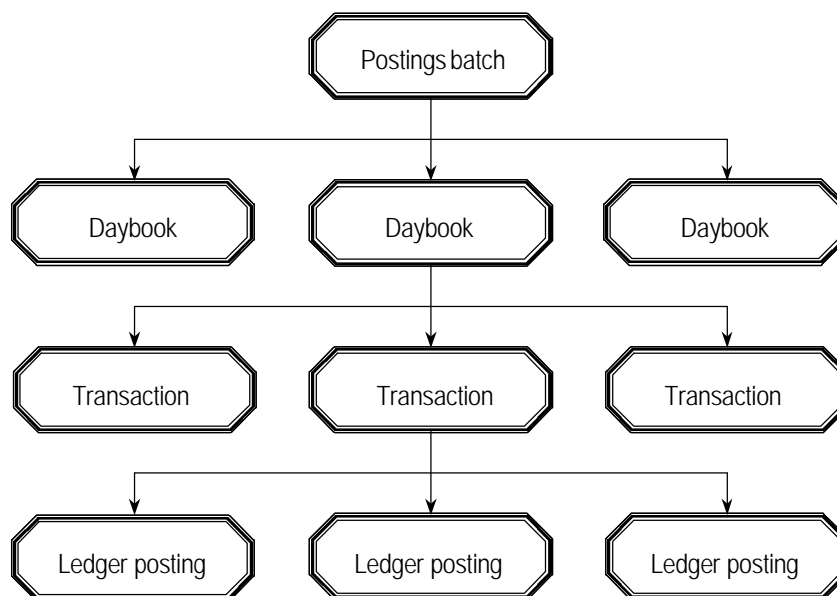 Postings batch
Daybook
Daybook
Daybook
Transaction
Transaction
Transaction
Ledger posting
Ledger posting
Ledger posting